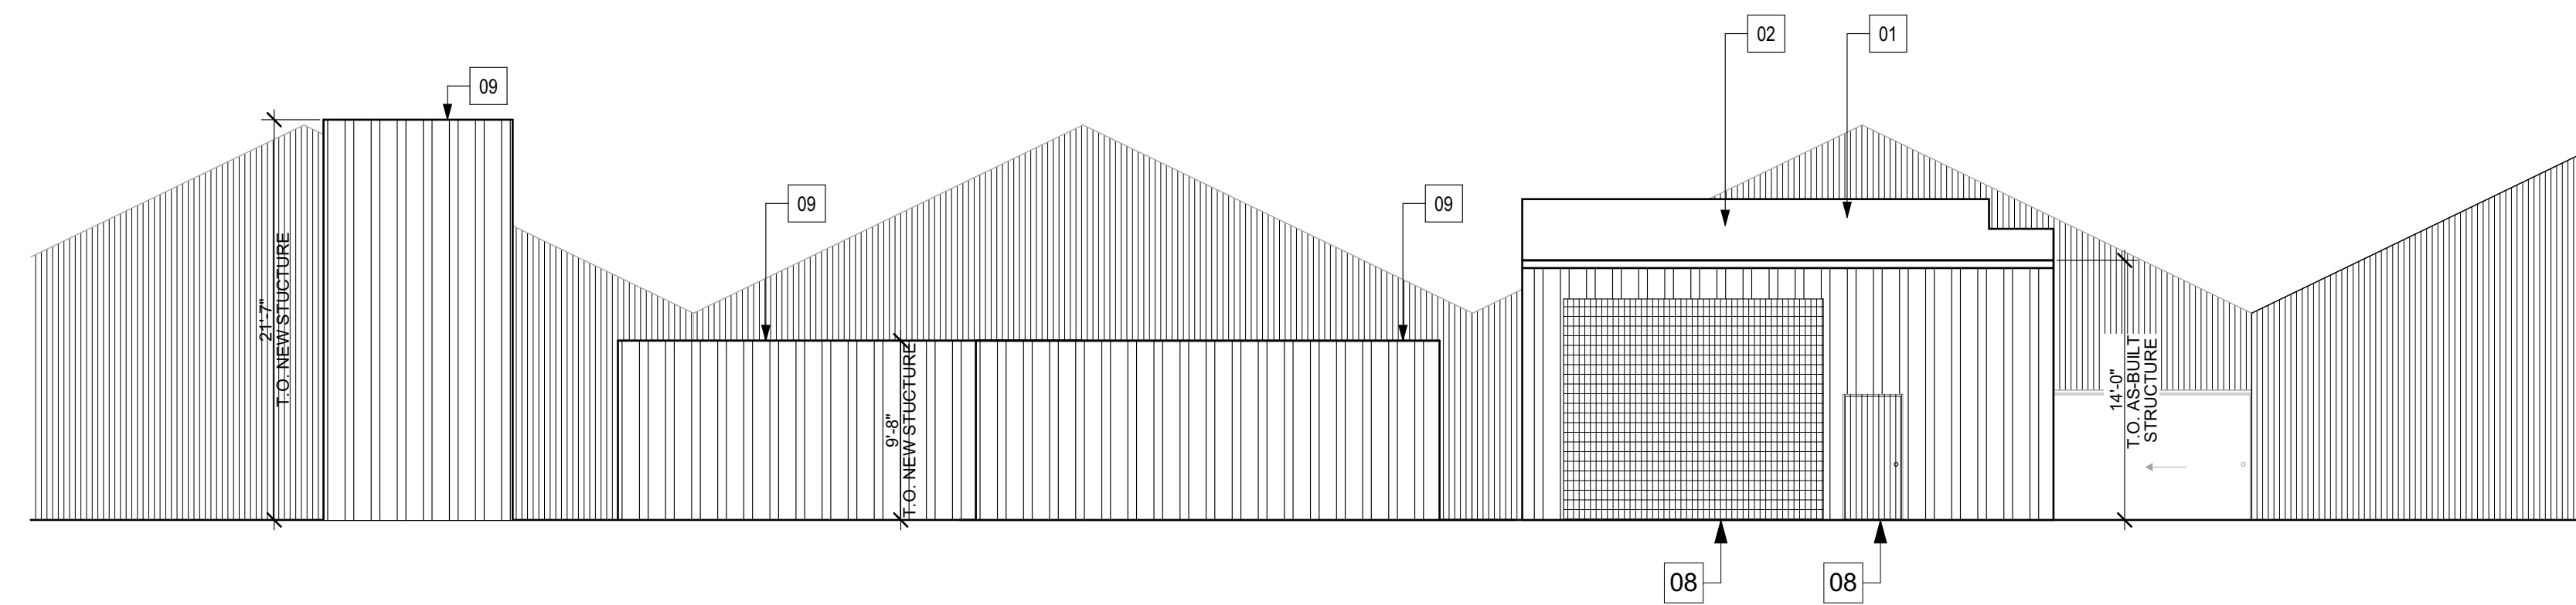 02
01
09
09
09
21'-7"
T.O. NEW STUCTURE
9'-8"
T.O. NEW STUCTURE
14'-0"
T.O. AS-BUILT
STRUCTURE
08
08